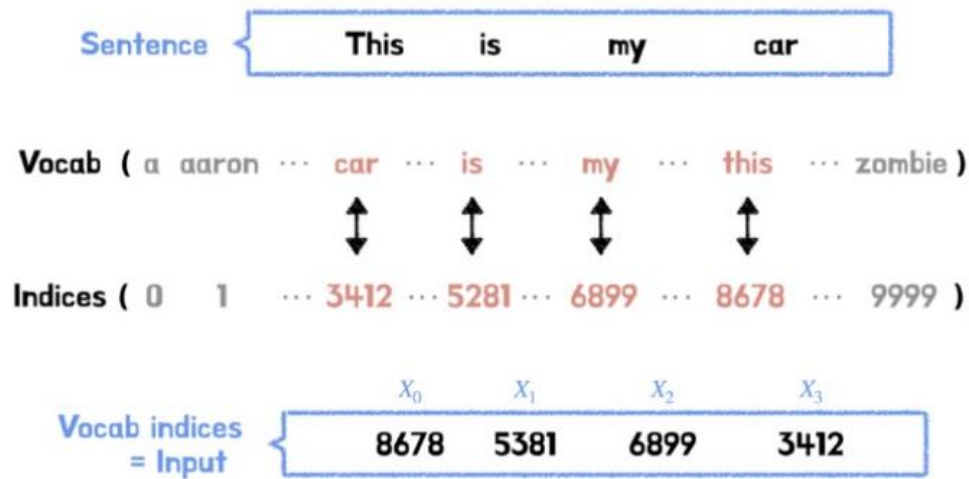 Sentence This is my car
Vocab ( a aaron ... car ... is ... my ... this ... zombie )
Indices ( 0 1 ... 3412 ... 5281 ... 6899 ... 8678 ... 9999 )
X0 X1 X2 X3
Vocab indices
= Input
8678 5381 6899 3412